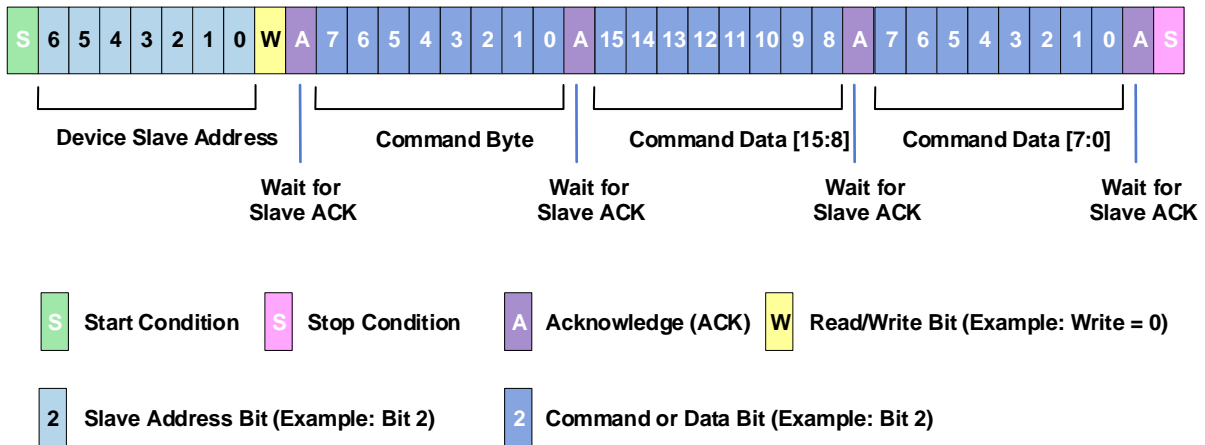 S 6 5 4 3 2 1 0 W A 7 6 5 4 3 2 1 0 A 15 14 13 12 11 10 9 8 A 7 6 5 4 3 2 1 0 A S
Device Slave Address Command Byte Command Data [15:8] Command Data [7:0]
Wait for Wait for Wait for Wait for
Slave ACK Slave ACK Slave ACK Slave ACK
S Start Condition S Stop Condition A Acknowledge (ACK) W Read/Write Bit (Example: Write = 0)
2 Slave Address Bit (Example: Bit 2) 2 Command or Data Bit (Example: Bit 2)